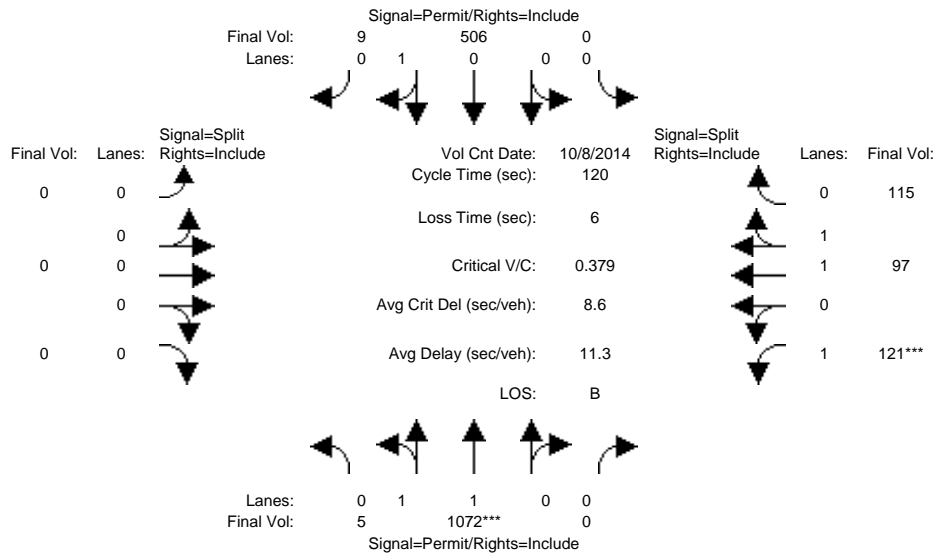 Signal=Permit/Rights=Include
Final Vol: 9 506 0
Lanes: 0 1 0 0 0
Signal=Split
Final Vol: Lanes: Rights=Include
Vol Cnt Date: 10/8/2014
Signal=Split
Rights=Include Lanes: Final Vol:
Cycle Time (sec): 120
0 0
0 115
Loss Time (sec): 6
0
1
0 0
Critical V/C: 0.379
1 97
0
Avg Crit Del (sec/veh): 8.6
0
0 0
Avg Delay (sec/veh): 11.3
1 121***
LOS: B
Lanes: 0 1 1 0 0
Final Vol: 5 1072*** 0
Signal=Permit/Rights=Include